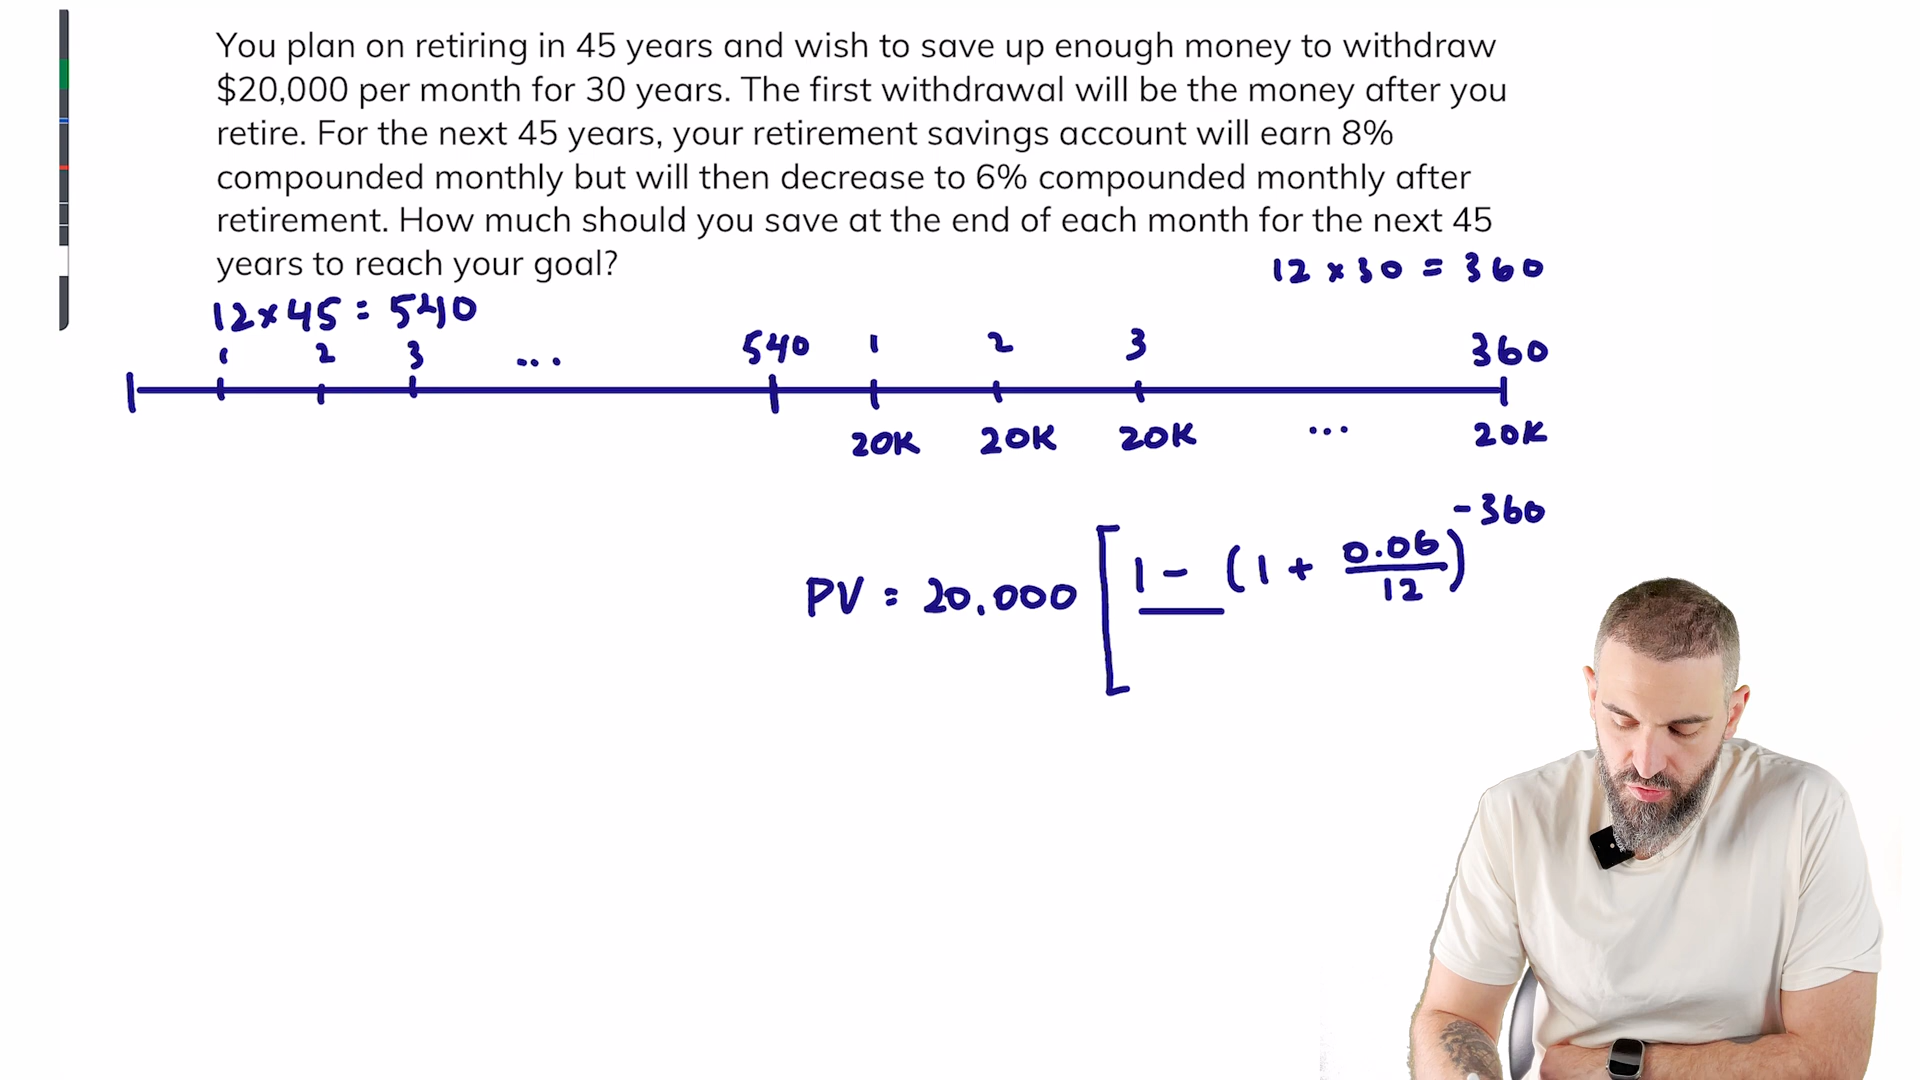 You plan on retiring in 45 years and wish to save up enough money to withdraw
$20,000 per month for 30 years. The first withdrawal will be the money after you
retire. For the next 45 years, your retirement savings account will earn 8%
compounded monthly but will then decrease to 6% compounded monthly after
retirement. How much should you save at the end of each month for the next 45
years to reach your goal?
12 × 30 = 360
12 × 45 = 540
1 2 3 ... 540 1 2 3 360
20K 20K 20K ... 20K
PV = 20,000 [ 1 - (1 + 0.06/12)^-360